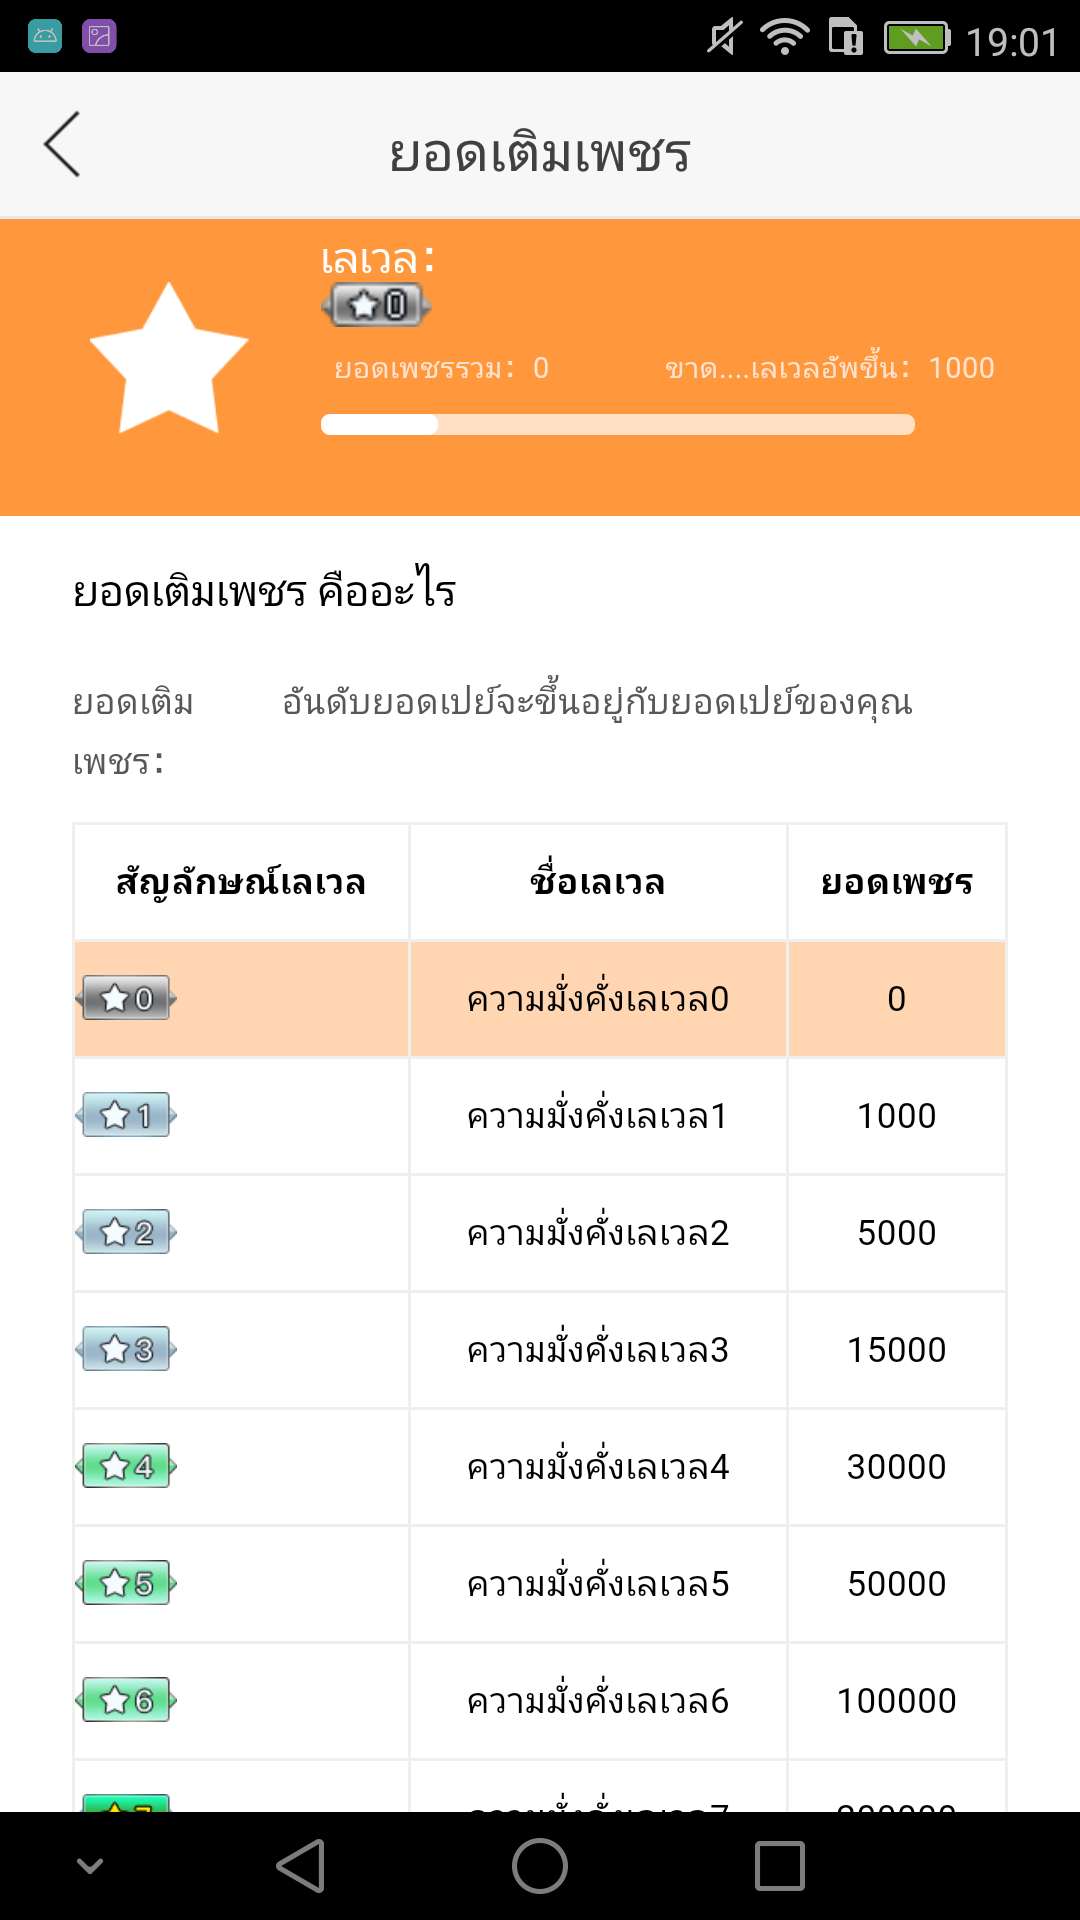 19:01
ยอดเติมเพชร
เลเวล:
0
ยอดเพชรรวม: 0 ขาด....เลเวลอัพขึ้น: 1000
ยอดเติมเพชร คืออะไร
ยอดเติมเพชร: อันดับยอดเปย์จะขึ้นอยู่กับยอดเปย์ของคุณ
สัญลักษณ์เลเวล ชื่อเลเวล ยอดเพชร
0 ความมั่งคั่งเลเวล0 0
1 ความมั่งคั่งเลเวล1 1000
2 ความมั่งคั่งเลเวล2 5000
3 ความมั่งคั่งเลเวล3 15000
4 ความมั่งคั่งเลเวล4 30000
5 ความมั่งคั่งเลเวล5 50000
6 ความมั่งคั่งเลเวล6 100000